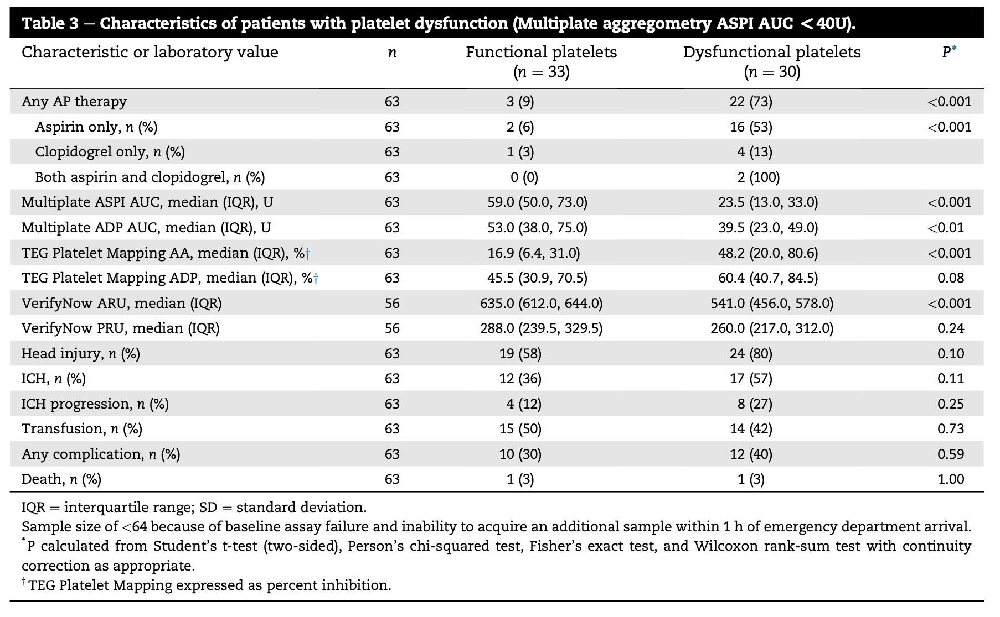 Table 3 – Characteristics of patients with platelet dysfunction (Multiplate aggregometry ASPI AUC <40U).
Characteristic or laboratory value n Functional platelets (n = 33) Dysfunctional platelets (n = 30) P*
Any AP therapy 63 3 (9) 22 (73) <0.001
Aspirin only, n (%) 63 2 (6) 16 (53) <0.001
Clopidogrel only, n (%) 63 1 (3) 4 (13)
Both aspirin and clopidogrel, n (%) 63 0 (0) 2 (100)
Multiplate ASPI AUC, median (IQR), U 63 59.0 (50.0, 73.0) 23.5 (13.0, 33.0) <0.001
Multiplate ADP AUC, median (IQR), U 63 53.0 (38.0, 75.0) 39.5 (23.0, 49.0) <0.01
TEG Platelet Mapping AA, median (IQR), %† 63 16.9 (6.4, 31.0) 48.2 (20.0, 80.6) <0.001
TEG Platelet Mapping ADP, median (IQR), %† 63 45.5 (30.9, 70.5) 60.4 (40.7, 84.5) 0.08
VerifyNow ARU, median (IQR) 56 635.0 (612.0, 644.0) 541.0 (456.0, 578.0) <0.001
VerifyNow PRU, median (IQR) 56 288.0 (239.5, 329.5) 260.0 (217.0, 312.0) 0.24
Head injury, n (%) 63 19 (58) 24 (80) 0.10
ICH, n (%) 63 12 (36) 17 (57) 0.11
ICH progression, n (%) 63 4 (12) 8 (27) 0.25
Transfusion, n (%) 63 15 (50) 14 (42) 0.73
Any complication, n (%) 63 10 (30) 12 (40) 0.59
Death, n (%) 63 1 (3) 1 (3) 1.00
IQR = interquartile range; SD = standard deviation.
Sample size of <64 because of baseline assay failure and inability to acquire an additional sample within 1 h of emergency department arrival.
*P calculated from Student's t-test (two-sided), Person's chi-squared test, Fisher's exact test, and Wilcoxon rank-sum test with continuity
correction as appropriate.
†TEG Platelet Mapping expressed as percent inhibition.